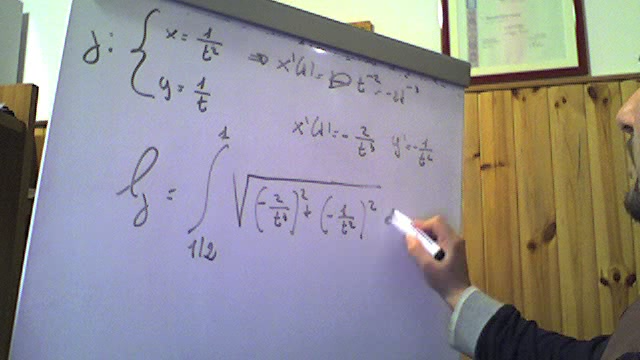 γ: { x = 1/t² ⇒ x'(t) = D t⁻² = -2t⁻³
y = 1/t
x'(t) = -2/t³ y' = -1/t²
lγ = ∫_{1/2}^{1} √((-2/t³)² + (-1/t²)²) d